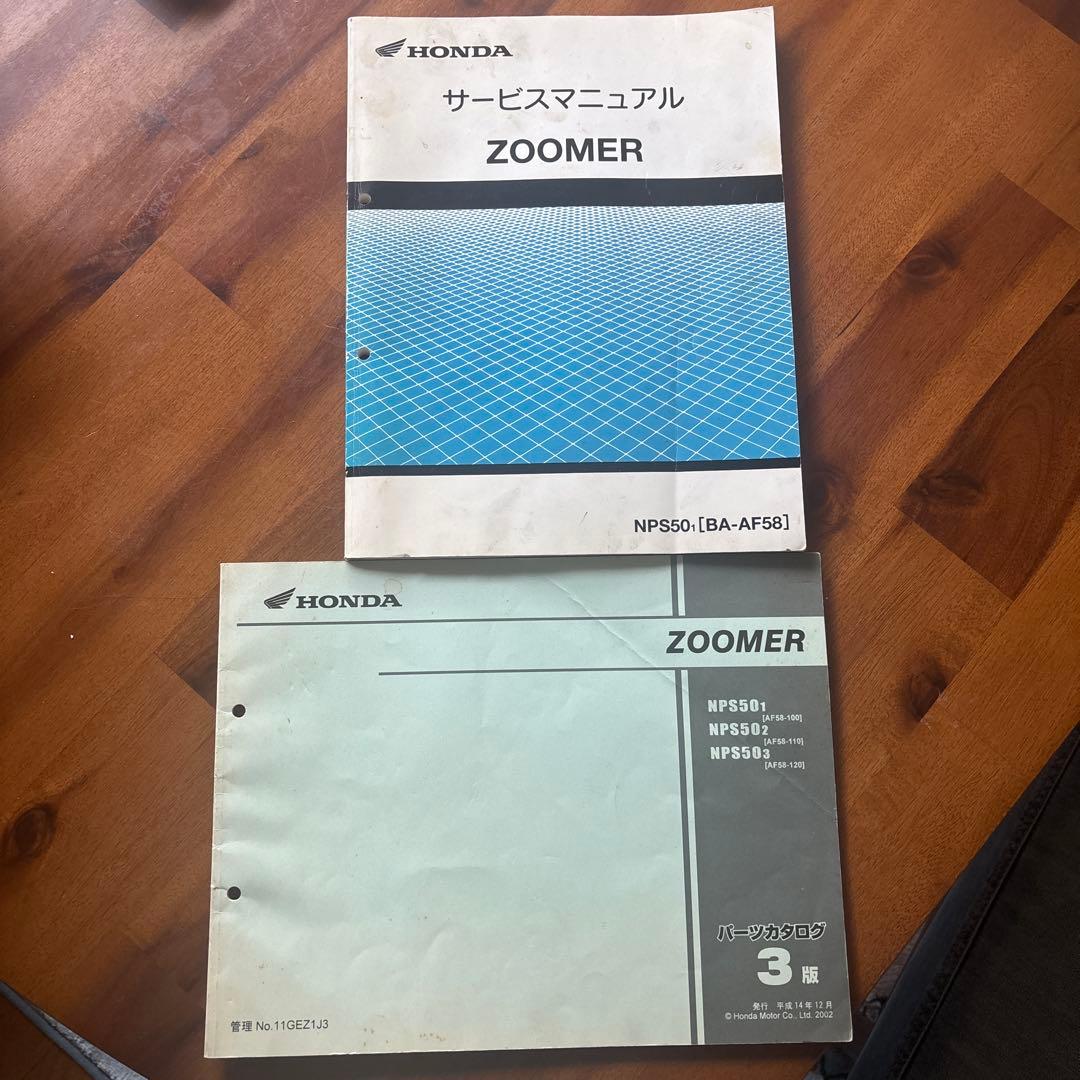 HONDA
サービスマニュアル
ZOOMER
NPS501[BA-AF58]
HONDA
ZOOMER
NPS501
[AF58-100]
NPS502
[AF58-110]
NPS503
[AF58-120]
パーツカタログ
3版
発行 平成14年12月
© Honda Motor Co., Ltd. 2002
管理 No.11GEZ1J3